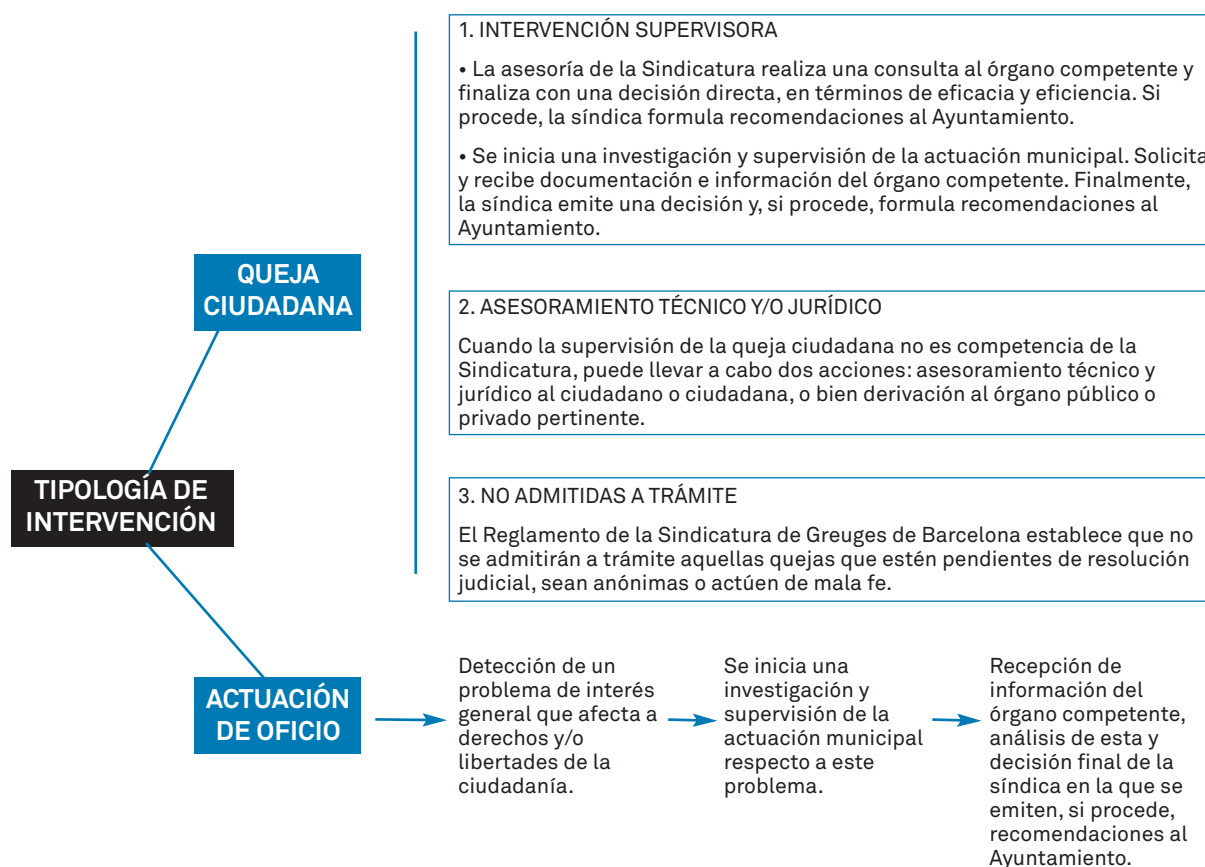 TIPOLOGÍA DE
INTERVENCIÓN
QUEJA
CIUDADANA
1. INTERVENCIÓN SUPERVISORA
• La asesoría de la Sindicatura realiza una consulta al órgano competente y
finaliza con una decisión directa, en términos de eficacia y eficiencia. Si
procede, la síndica formula recomendaciones al Ayuntamiento.
• Se inicia una investigación y supervisión de la actuación municipal. Solicita
y recibe documentación e información del órgano competente. Finalmente,
la síndica emite una decisión y, si procede, formula recomendaciones al
Ayuntamiento.
2. ASESORAMIENTO TÉCNICO Y/O JURÍDICO
Cuando la supervisión de la queja ciudadana no es competencia de la
Sindicatura, puede llevar a cabo dos acciones: asesoramiento técnico y
jurídico al ciudadano o ciudadana, o bien derivación al órgano público o
privado pertinente.
3. NO ADMITIDAS A TRÁMITE
El Reglamento de la Sindicatura de Greuges de Barcelona establece que no
se admitirán a trámite aquellas quejas que estén pendientes de resolución
judicial, sean anónimas o actúen de mala fe.
ACTUACIÓN
DE OFICIO
Detección de un
problema de interés
general que afecta a
derechos y/o
libertades de la
ciudadanía.
Se inicia una
investigación y
supervisión de la
actuación municipal
respecto a este
problema.
Recepción de
información del
órgano competente,
análisis de esta y
decisión final de la
síndica en la que se
emiten, si procede,
recomendaciones al
Ayuntamiento.